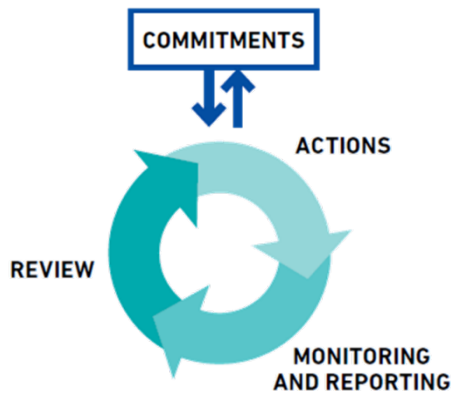 COMMITMENTS
ACTIONS
REVIEW
MONITORING
AND REPORTING